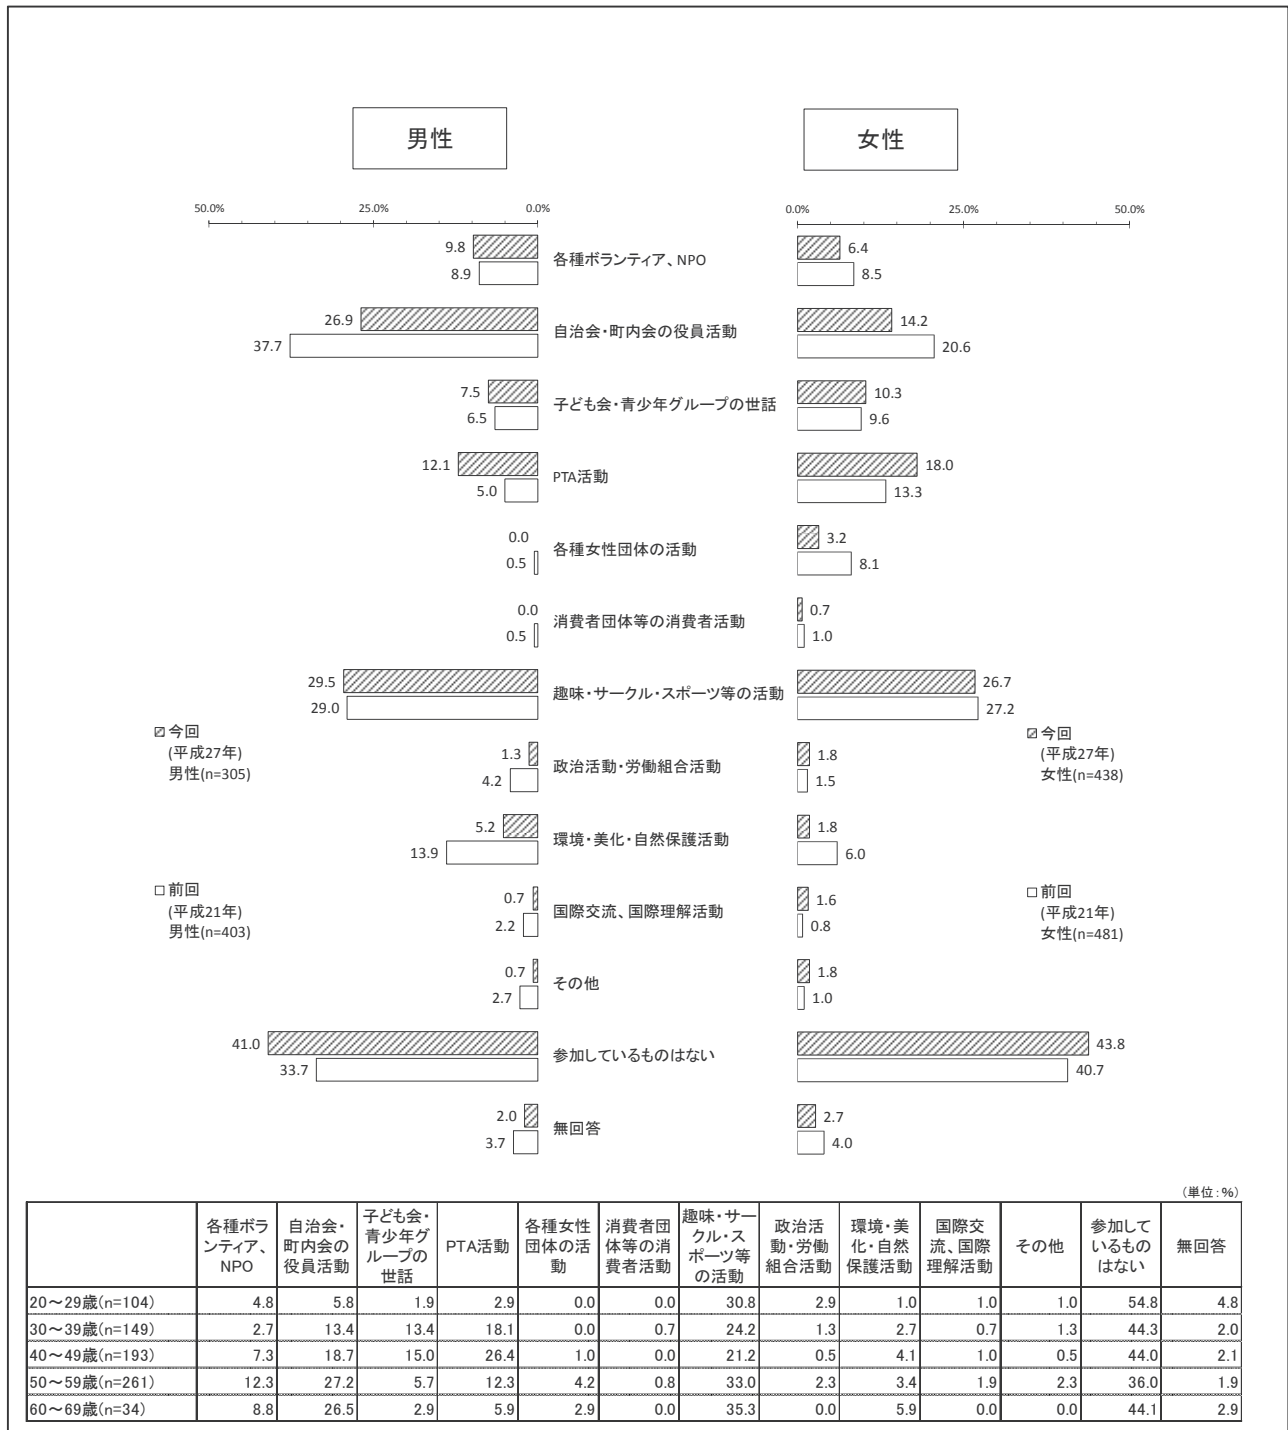 男性
女性
50.0%
25.0%
0.0%
0.0%
25.0%
50.0%
9.8
8.9
各種ボランティア、NPO
6.4
8.5
26.9
37.7
自治会・町内会の役員活動
14.2
20.6
7.5
6.5
子ども会・青少年グループの世話
10.3
9.6
12.1
5.0
PTA活動
18.0
13.3
0.0
0.5
各種女性団体の活動
3.2
8.1
0.0
0.5
消費者団体等の消費者活動
0.7
1.0
29.5
29.0
趣味・サークル・スポーツ等の活動
26.7
27.2
今回
(平成27年)
男性(n=305)
今回
(平成27年)
女性(n=438)
1.3
4.2
政治活動・労働組合活動
1.8
1.5
5.2
13.9
環境・美化・自然保護活動
1.8
6.0
前回
(平成21年)
男性(n=403)
前回
(平成21年)
女性(n=481)
0.7
2.2
国際交流、国際理解活動
1.6
0.8
0.7
2.7
その他
1.8
1.0
41.0
33.7
参加しているものはない
43.8
40.7
2.0
3.7
無回答
2.7
4.0
(単位:%)
各種ボラ
ンティア、
NPO
自治会・
町内会の
役員活動
子ども会・
青少年グ
ループの
世話
PTA活動
各種女性
団体の活
動
消費者団
体等の消
費者活動
趣味・サー
クル・ス
ポーツ等
の活動
政治活
動・労働
組合活動
環境・美
化・自然
保護活動
国際交
流、国際
理解活動
その他
参加して
いるもの
はない
無回答
20～29歳(n=104) 4.8 5.8 1.9 2.9 0.0 0.0 30.8 2.9 1.0 1.0 1.0 54.8 4.8
30～39歳(n=149) 2.7 13.4 13.4 18.1 0.0 0.7 24.2 1.3 2.7 0.7 1.3 44.3 2.0
40～49歳(n=193) 7.3 18.7 15.0 26.4 1.0 0.0 21.2 0.5 4.1 1.0 0.5 44.0 2.1
50～59歳(n=261) 12.3 27.2 5.7 12.3 4.2 0.8 33.0 2.3 3.4 1.9 2.3 36.0 1.9
60～69歳(n=34) 8.8 26.5 2.9 5.9 2.9 0.0 35.3 0.0 5.9 0.0 0.0 44.1 2.9